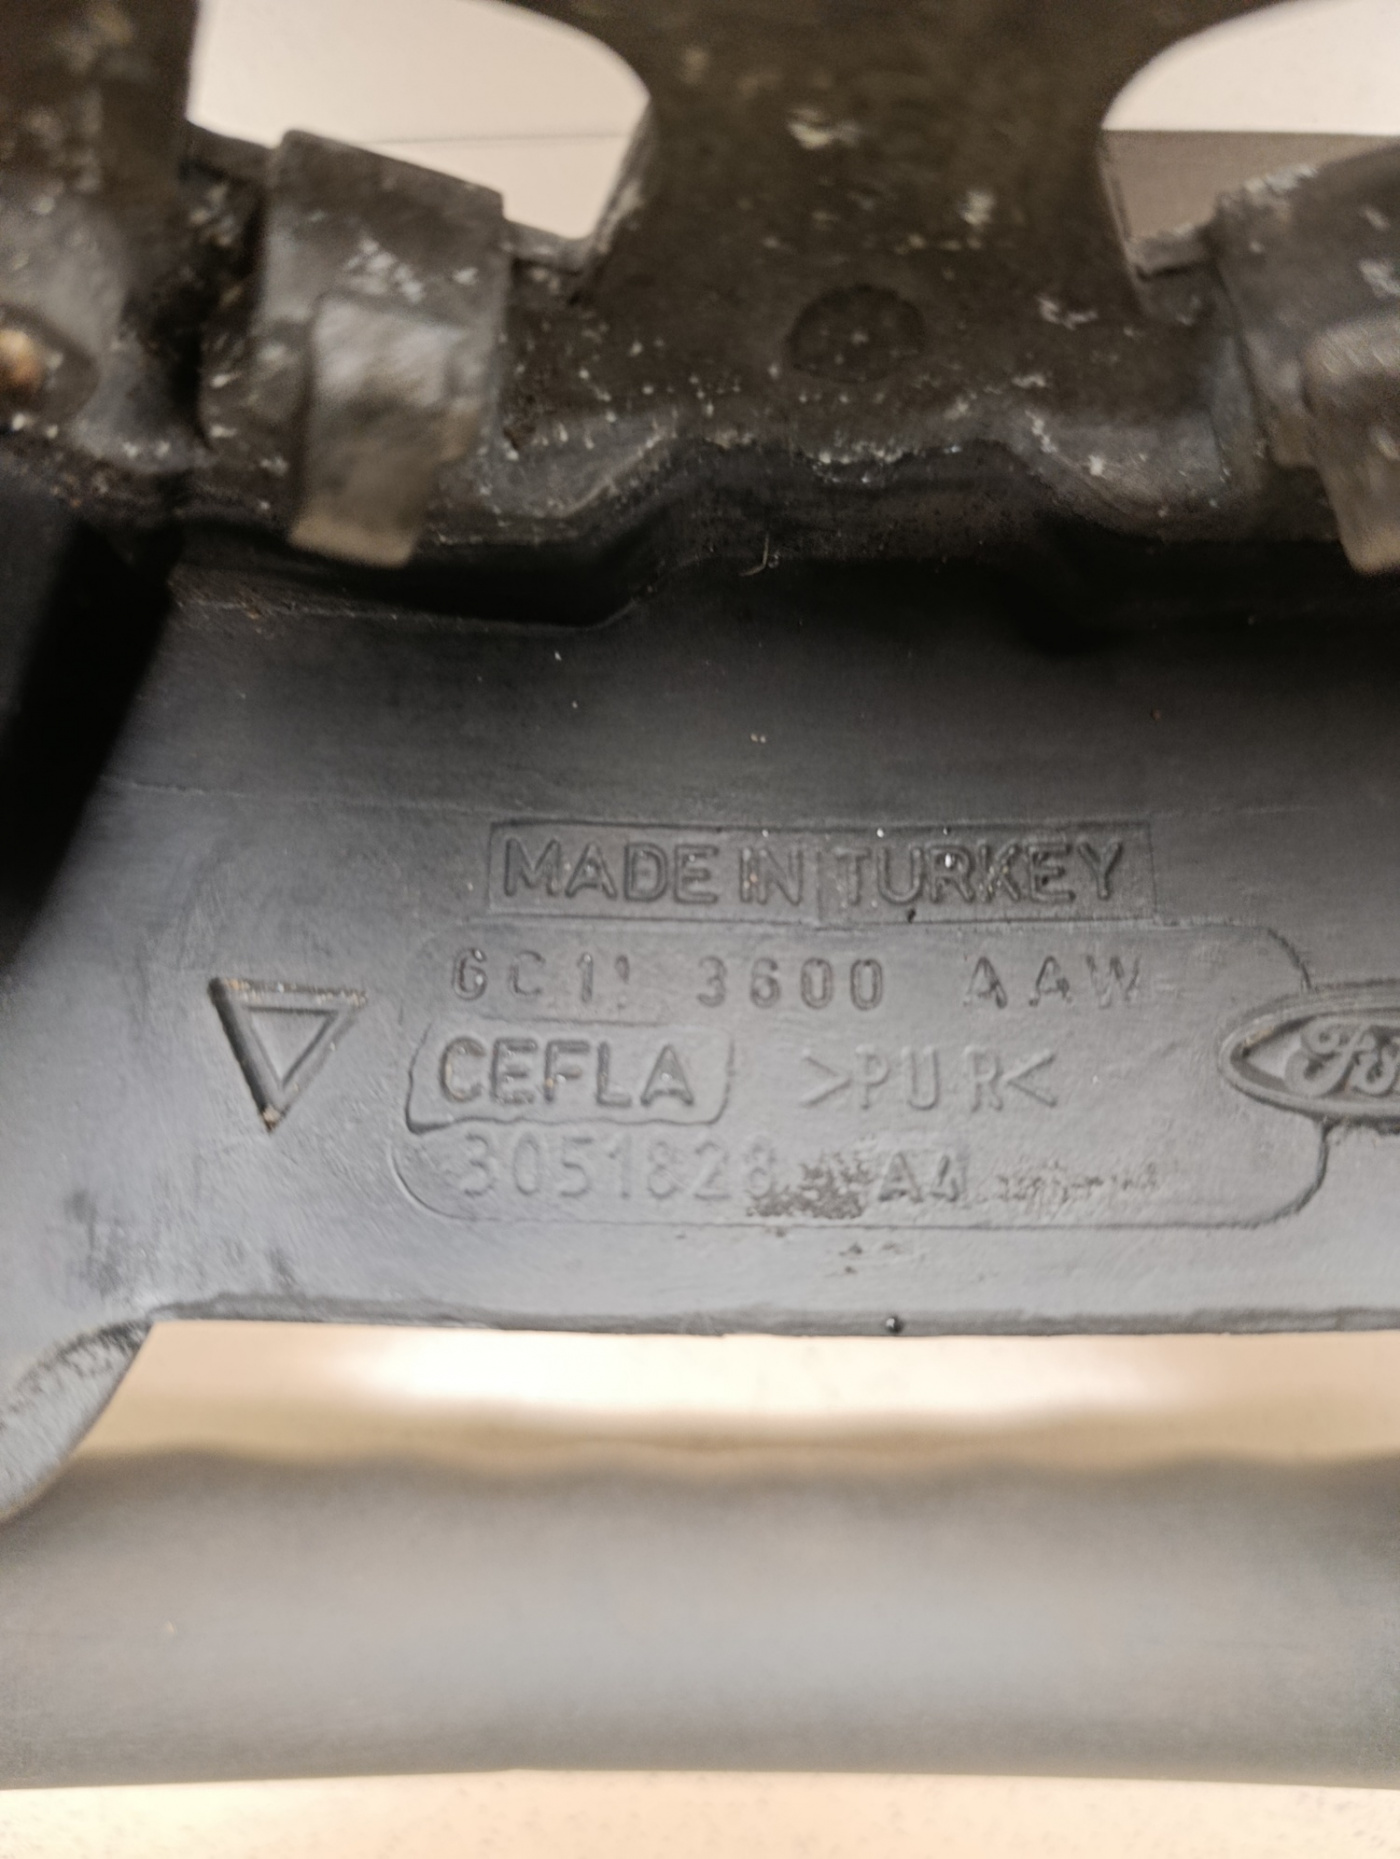 MADE IN TURKEY
6C11 3600 AAW
CEFLA >PUR<
3051828 A4